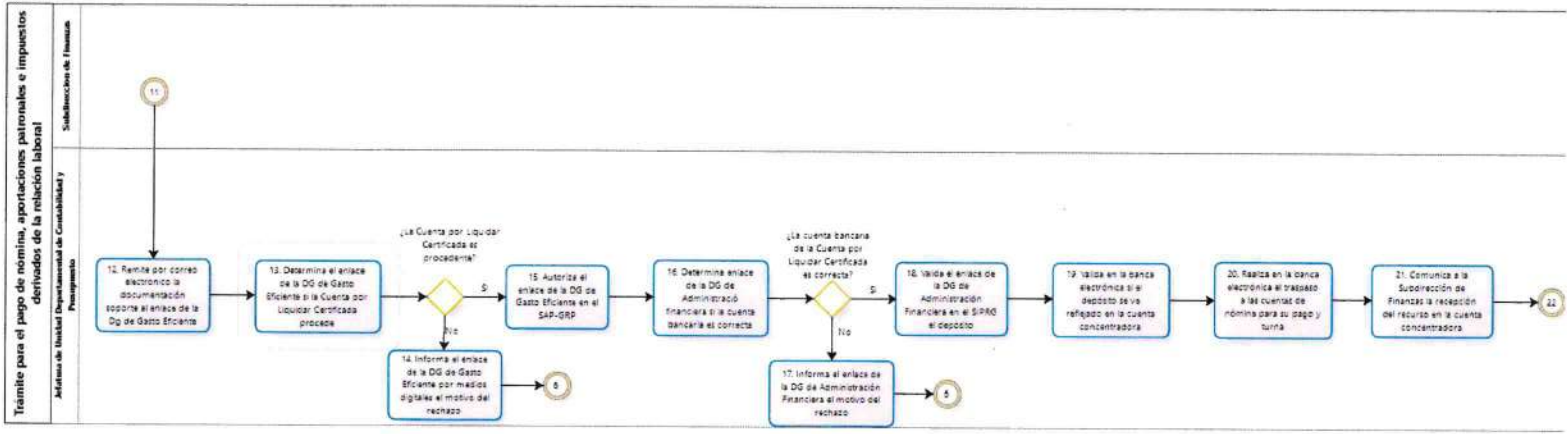 Trámite para el pago de nómina, aportaciones patronales e impuestos
derivados de la relación laboral
Subdireccion de Finanzas
Jefatura de Unidad Departamental de Contabilidad y
Presupuesto
11
12. Remite por correo
electrónico la
documentación
soporte al enlace de la
Dg de Gasto Eficiente
13. Determina el enlace
de la DG de Gasto
Eficiente si la Cuenta por
Liquidar Certificada
procede
¿La Cuenta por Liquidar
Certificada es
procedente?
Si
No
14. Informa el enlace
de la DG de Gasto
Eficiente por medios
digitales el motivo del
rechazo
6
15. Autoriza el
enlace de la DG de
Gasto Eficiente en el
SAP-GRP
16. Determina enlace
de la DG de
Administració
financiera si la cuenta
bancaria es correcta
¿La cuenta bancaria
de la Cuenta por
Liquidar Certificada
es correcta?
Si
No
17. Informa el enlace de
la DG de Administración
Financiera el motivo del
rechazo
6
18. Valida el enlace de
la DG de
Administración
Financiera en el SIPRG
el depósito
19. Valida en la banca
electrónica si el
depósito se ve
reflejado en la cuenta
concentradora
20. Realiza en la banca
electrónica el traspaso
a las cuentas de
nómina para su pago y
turna
21. Comunica a la
Subdirección de
Finanzas la recepción
del recurso en la cuenta
concentradora
22